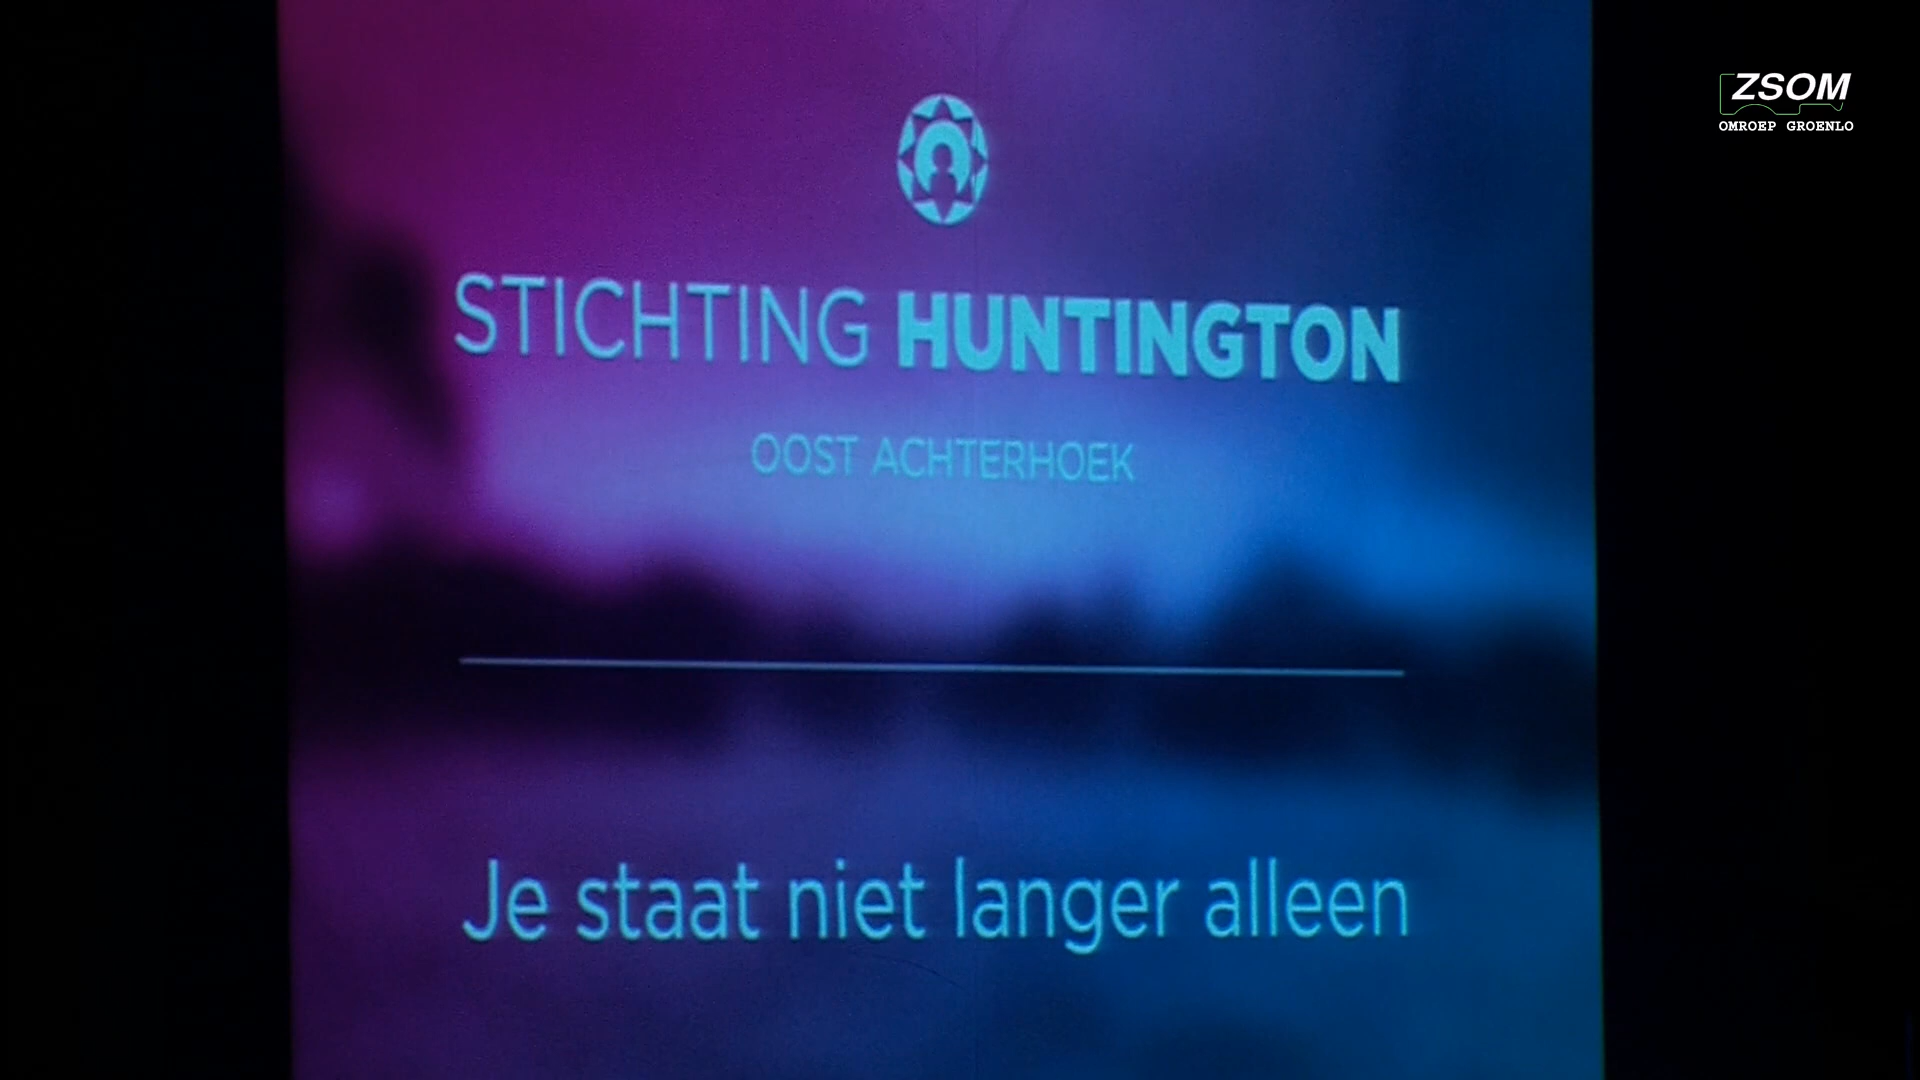 ZSOM
OMROEP GROENLO
STICHTING HUNTINGTON
OOST ACHTERHOEK
Je staat niet langer alleen